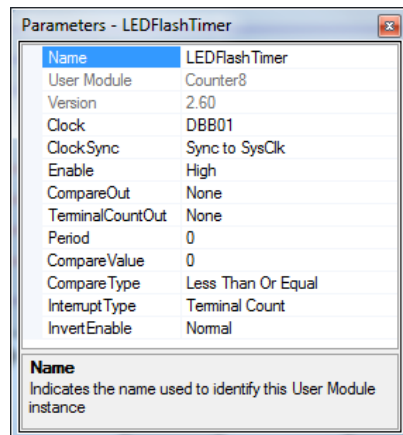 Parameters - LEDFlashTimer
Name LEDFlashTimer
User Module Counter8
Version 2.60
Clock DBB01
ClockSync Sync to SysClk
Enable High
CompareOut None
TerminalCountOut None
Period 0
CompareValue 0
CompareType Less Than Or Equal
InterruptType Terminal Count
InvertEnable Normal
Name
Indicates the name used to identify this User Module
instance